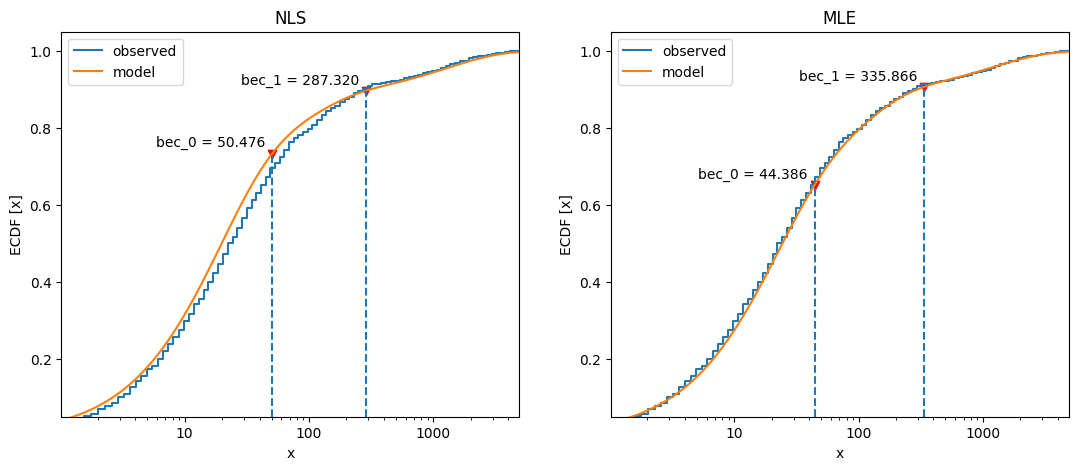 NLS
observed
model
bec_1 = 287.320
bec_0 = 50.476
1.0
0.8
0.6
0.4
0.2
ECDF [x]
10
100
1000
x
MLE
observed
model
bec_1 = 335.866
bec_0 = 44.386
1.0
0.8
0.6
0.4
0.2
ECDF [x]
10
100
1000
x